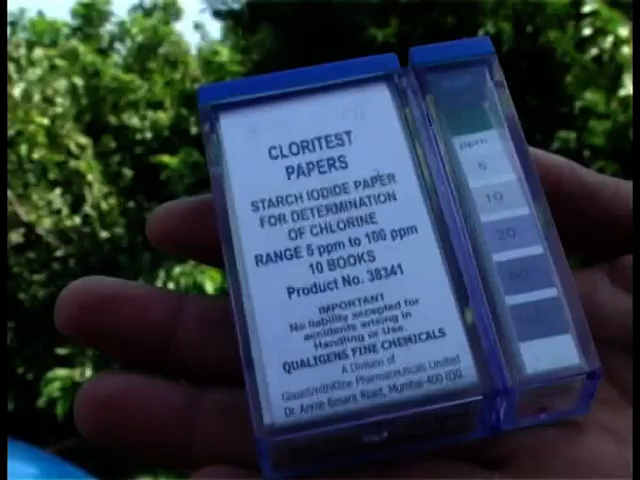 CLORITEST
PAPERS
STARCH IODIDE PAPER
FOR DETERMINATION
OF CHLORINE
RANGE 5 ppm to 100 ppm
10 BOOKS
Product No. 38341
IMPORTANT
No liability accepted for
accidents arising in
Handling or Use.
QUALIGENS FINE CHEMICALS
A Division of
GlaxoSmithKline Pharmaceuticals Limited
Dr. Annie Besant Road, Mumbai-400 030.
ppm
5
10
20
50